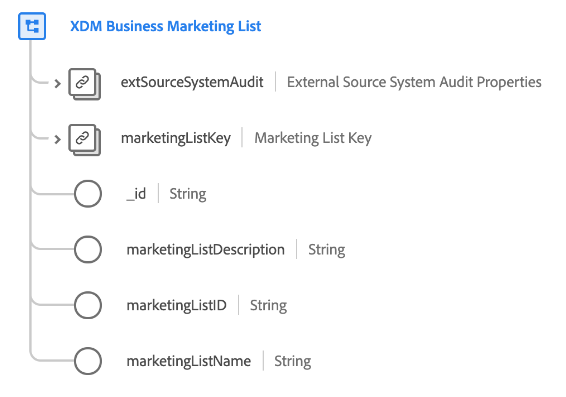 XDM Business Marketing List
extSourceSystemAudit External Source System Audit Properties
marketingListKey Marketing List Key
_id String
marketingListDescription String
marketingListID String
marketingListName String